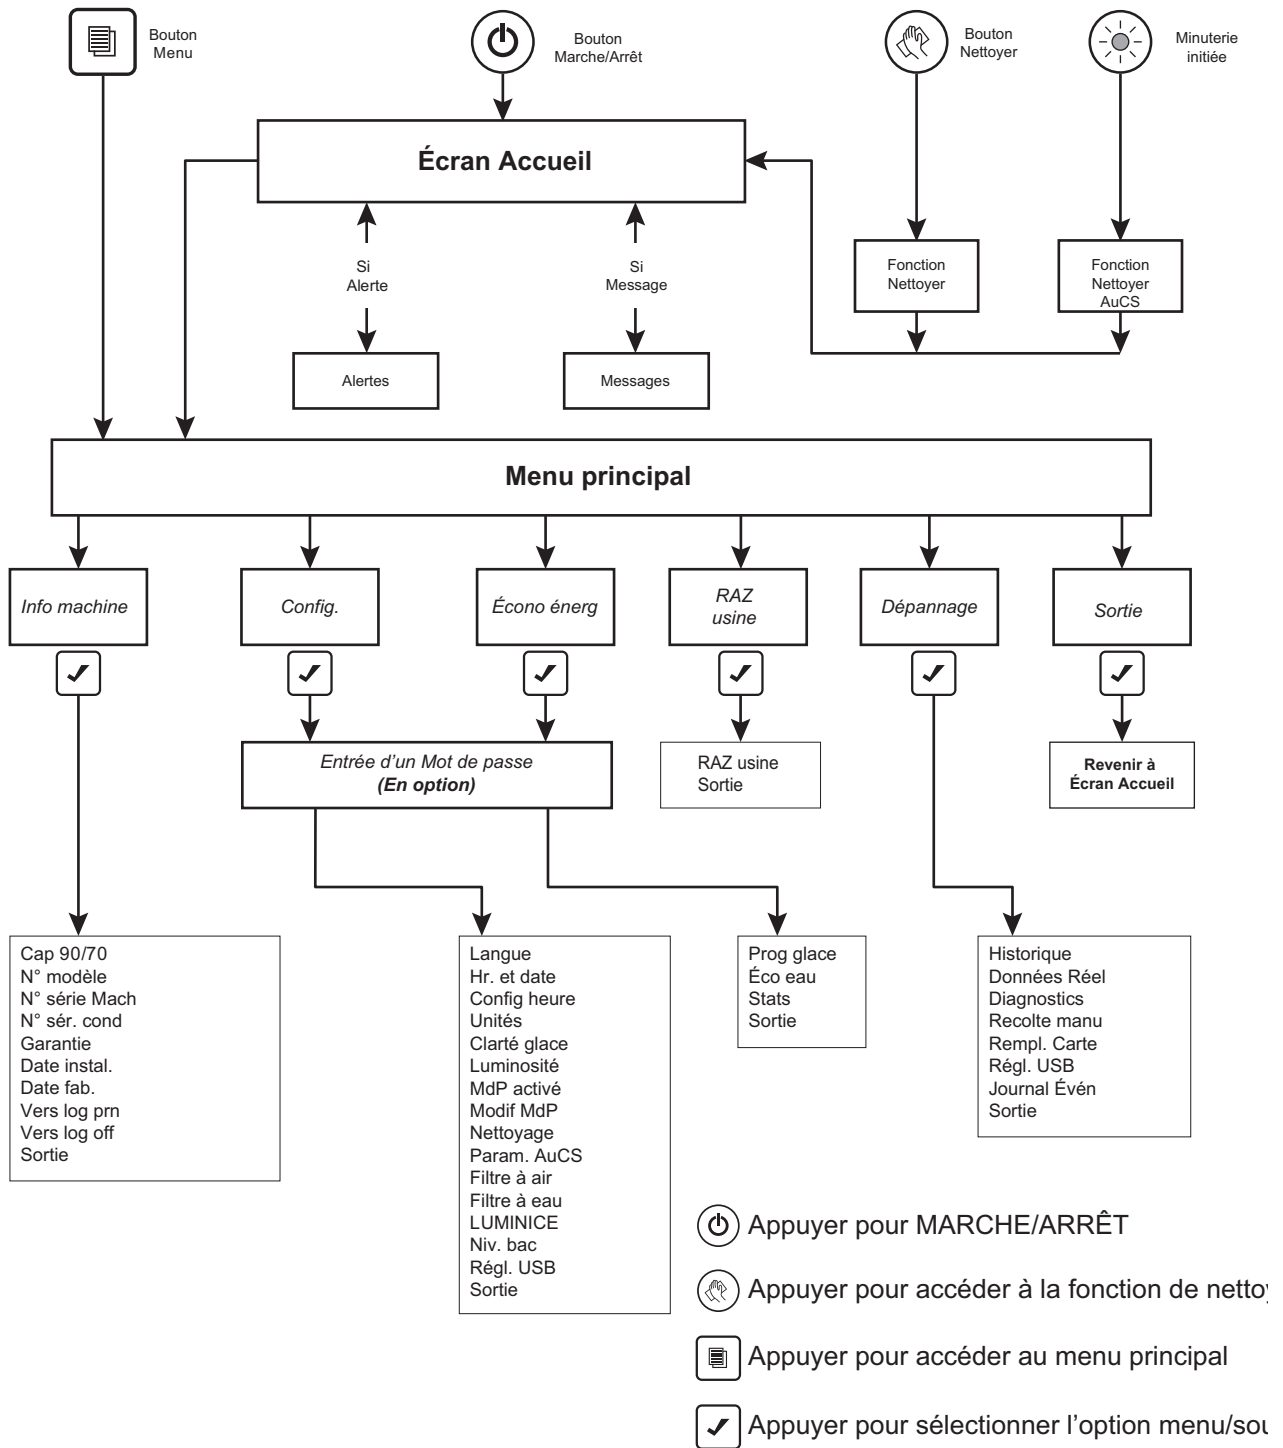 Bouton
Menu
Bouton
Marche/Arrêt
Bouton
Nettoyer
Minuterie
initiée
Écran Accueil
Si
Alerte
Si
Message
Fonction
Nettoyer
Fonction
Nettoyer
AuCS
Alertes
Messages
Menu principal
Info machine
Config.
Écono énerg
RAZ
usine
Dépannage
Sortie
Entrée d'un Mot de passe
(En option)
RAZ usine
Sortie
Revenir à
Écran Accueil
Cap 90/70
N° modèle
N° série Mach
N° sér. cond
Garantie
Date instal.
Date fab.
Vers log prn
Vers log off
Sortie
Langue
Hr. et date
Config heure
Unités
Clarté glace
Luminosité
MdP activé
Modif MdP
Nettoyage
Param. AuCS
Filtre à air
Filtre à eau
LUMINICE
Niv. bac
Régl. USB
Sortie
Prog glace
Éco eau
Stats
Sortie
Historique
Données Réel
Diagnostics
Recolte manu
Rempl. Carte
Régl. USB
Journal Évén
Sortie
Appuyer pour MARCHE/ARRÊT
Appuyer pour accéder à la fonction de
Appuyer pour accéder au menu principal
Appuyer pour sélectionner l'option